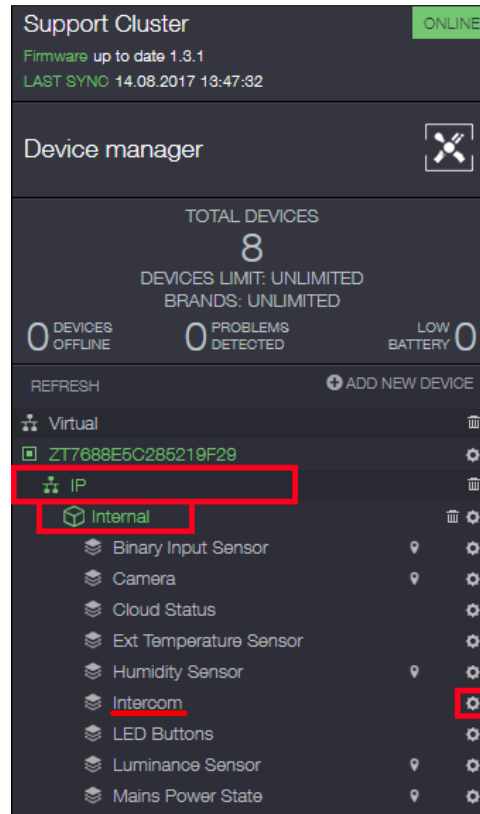 Support Cluster
ONLINE
Firmware up to date 1.3.1
LAST SYNC 14.08.2017 13:47:32
Device manager
TOTAL DEVICES
8
DEVICES LIMIT: UNLIMITED
BRANDS: UNLIMITED
0 DEVICES OFFLINE
0 PROBLEMS DETECTED
LOW BATTERY 0
REFRESH
ADD NEW DEVICE
Virtual
ZT7688E5C285219F29
IP
Internal
Binary Input Sensor
Camera
Cloud Status
Ext Temperature Sensor
Humidity Sensor
Intercom
LED Buttons
Luminance Sensor
Mains Power State